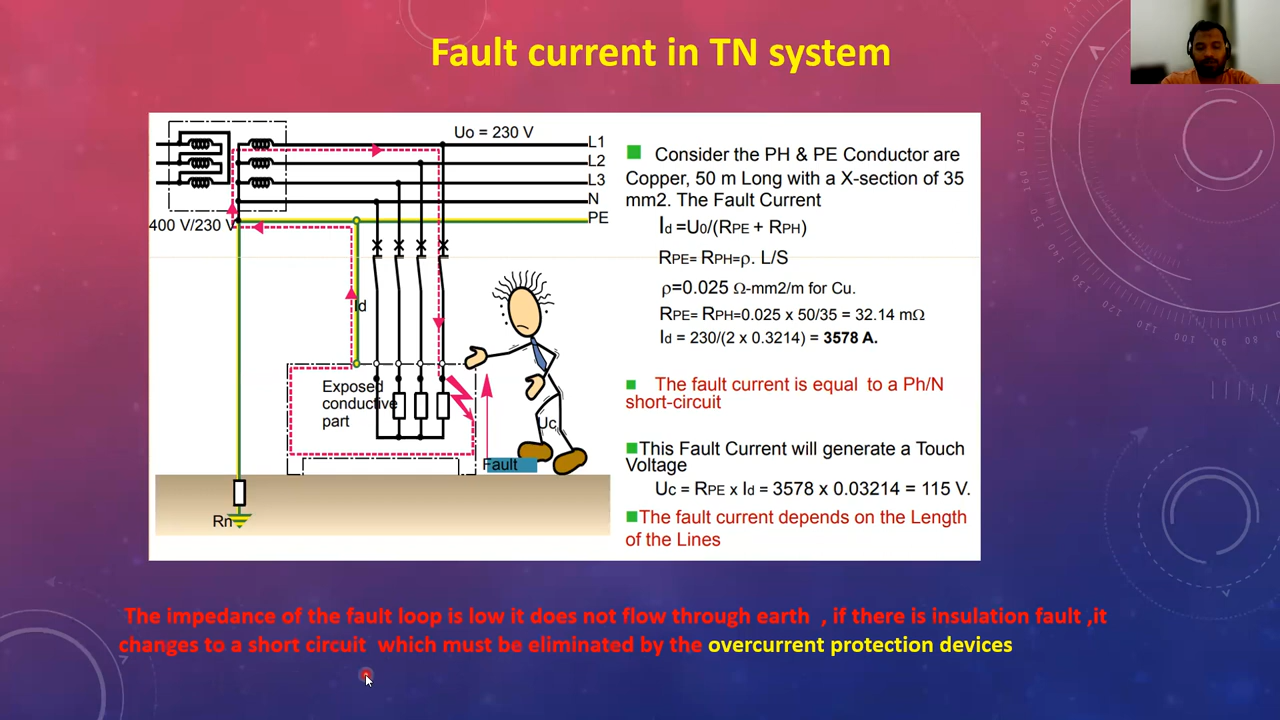 Fault current in TN system
Uo = 230 V
L1
L2
L3
N
PE
400 V/230 V
Id
Exposed
conductive
part
Uc
Fault
Rn
Consider the PH & PE Conductor are
Copper, 50 m Long with a X-section of 35
mm2. The Fault Current
Id =U0/(RPE + RPH)
RPE= RPH=ρ. L/S
ρ=0.025 Ω-mm2/m for Cu.
RPE= RPH=0.025 x 50/35 = 32.14 mΩ
Id = 230/(2 x 0.3214) = 3578 A.
The fault current is equal to a Ph/N
short-circuit
This Fault Current will generate a Touch
Voltage
Uc = RPE x Id = 3578 x 0.03214 = 115 V.
The fault current depends on the Length
of the Lines
The impedance of the fault loop is low it does not flow through earth , if there is insulation fault ,it
changes to a short circuit which must be eliminated by the overcurrent protection devices